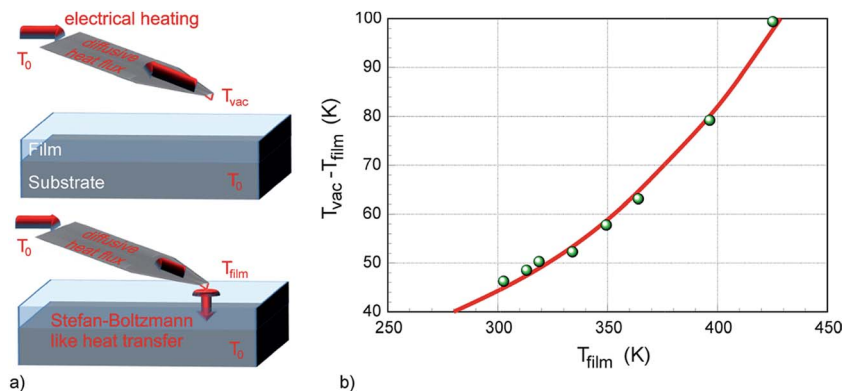 electrical heating
T0
diffusive
heat flux
Tvac
Film
Substrate
T0
T0
diffusive
heat flux
Tfilm
Stefan-Boltzmann
like heat transfer
T0
a)
100
90
80
70
60
50
40
Tvac - Tfilm (K)
250
300
350
400
450
Tfilm (K)
b)